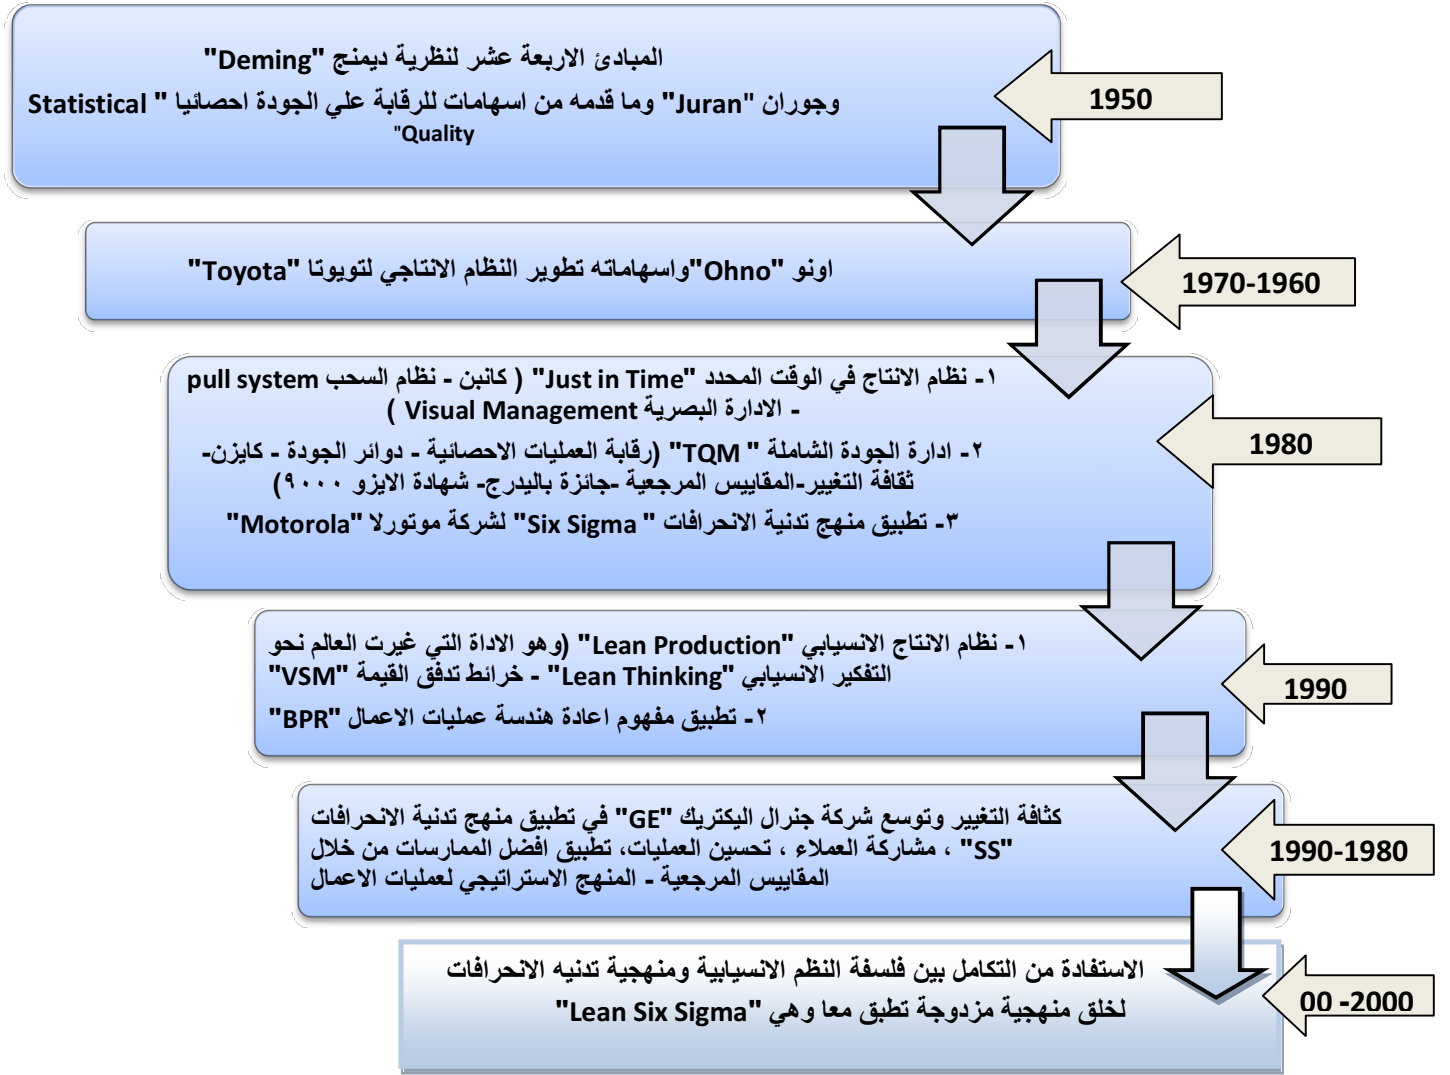 المبادئ الاربعة عشر لنظرية ديمنج "Deming"
وجوران "Juran" وما قدمه من اسهامات للرقابة علي الجودة احصائيا " Statistical
Quality"
1950
اونو "Ohno"واسهاماته تطوير النظام الانتاجي لتويوتا "Toyota"
1970-1960
١- نظام الانتاج في الوقت المحدد "Just in Time" ( كانبن - نظام السحب pull system
- الادارة البصرية Visual Management )
٢- ادارة الجودة الشاملة " TQM" (رقابة العمليات الاحصائية - دوائر الجودة - كايزن-
ثقافة التغيير-المقاييس المرجعية -جائزة باليدرج- شهادة الايزو ٩٠٠٠)
٣- تطبيق منهج تدنية الانحرافات " Six Sigma" لشركة موتورلا "Motorola"
1980
١- نظام الانتاج الانسيابي "Lean Production" (وهو الاداة التي غيرت العالم نحو
التفكير الانسيابي "Lean Thinking" - خرائط تدفق القيمة "VSM"
٢- تطبيق مفهوم اعادة هندسة عمليات الاعمال "BPR"
1990
كثافة التغيير وتوسع شركة جنرال اليكتريك "GE" في تطبيق منهج تدنية الانحرافات
"SS" ، مشاركة العملاء ، تحسين العمليات، تطبيق افضل الممارسات من خلال
المقاييس المرجعية - المنهج الاستراتيجي لعمليات الاعمال
1990-1980
الاستفادة من التكامل بين فلسفة النظم الانسيابية ومنهجية تدنيه الانحرافات
لخلق منهجية مزدوجة تطبق معا وهي "Lean Six Sigma"
00 -2000